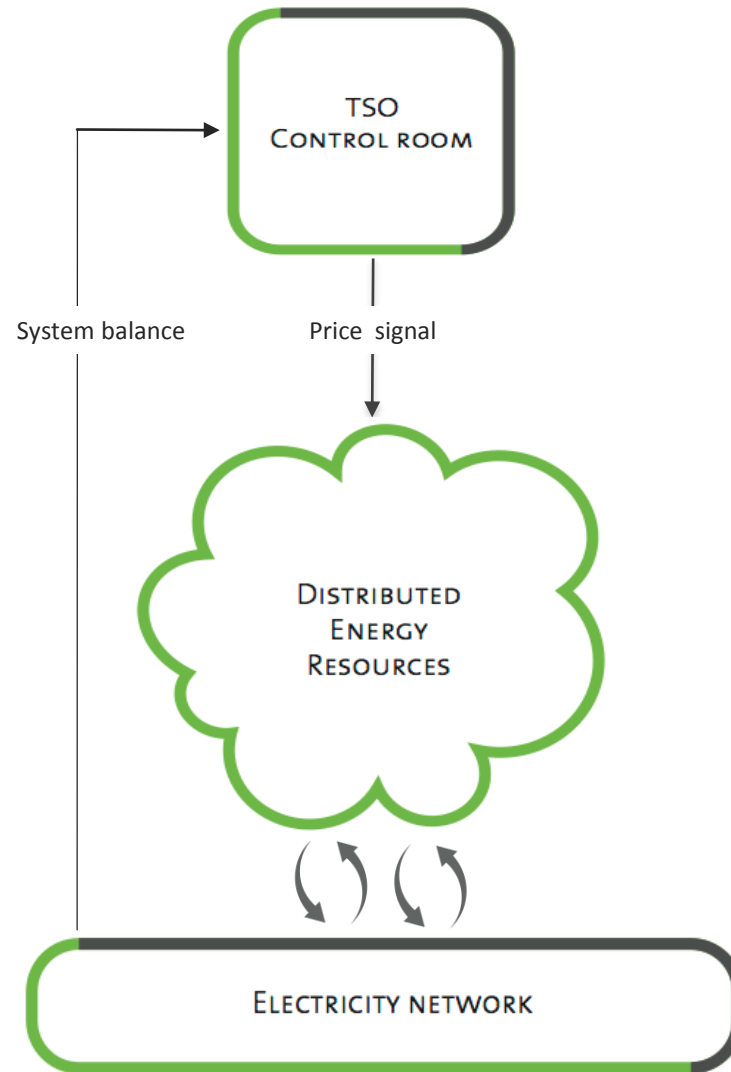 TSO
CONTROL ROOM
System balance
Price signal
DISTRIBUTED
ENERGY
RESOURCES
ELECTRICITY NETWORK